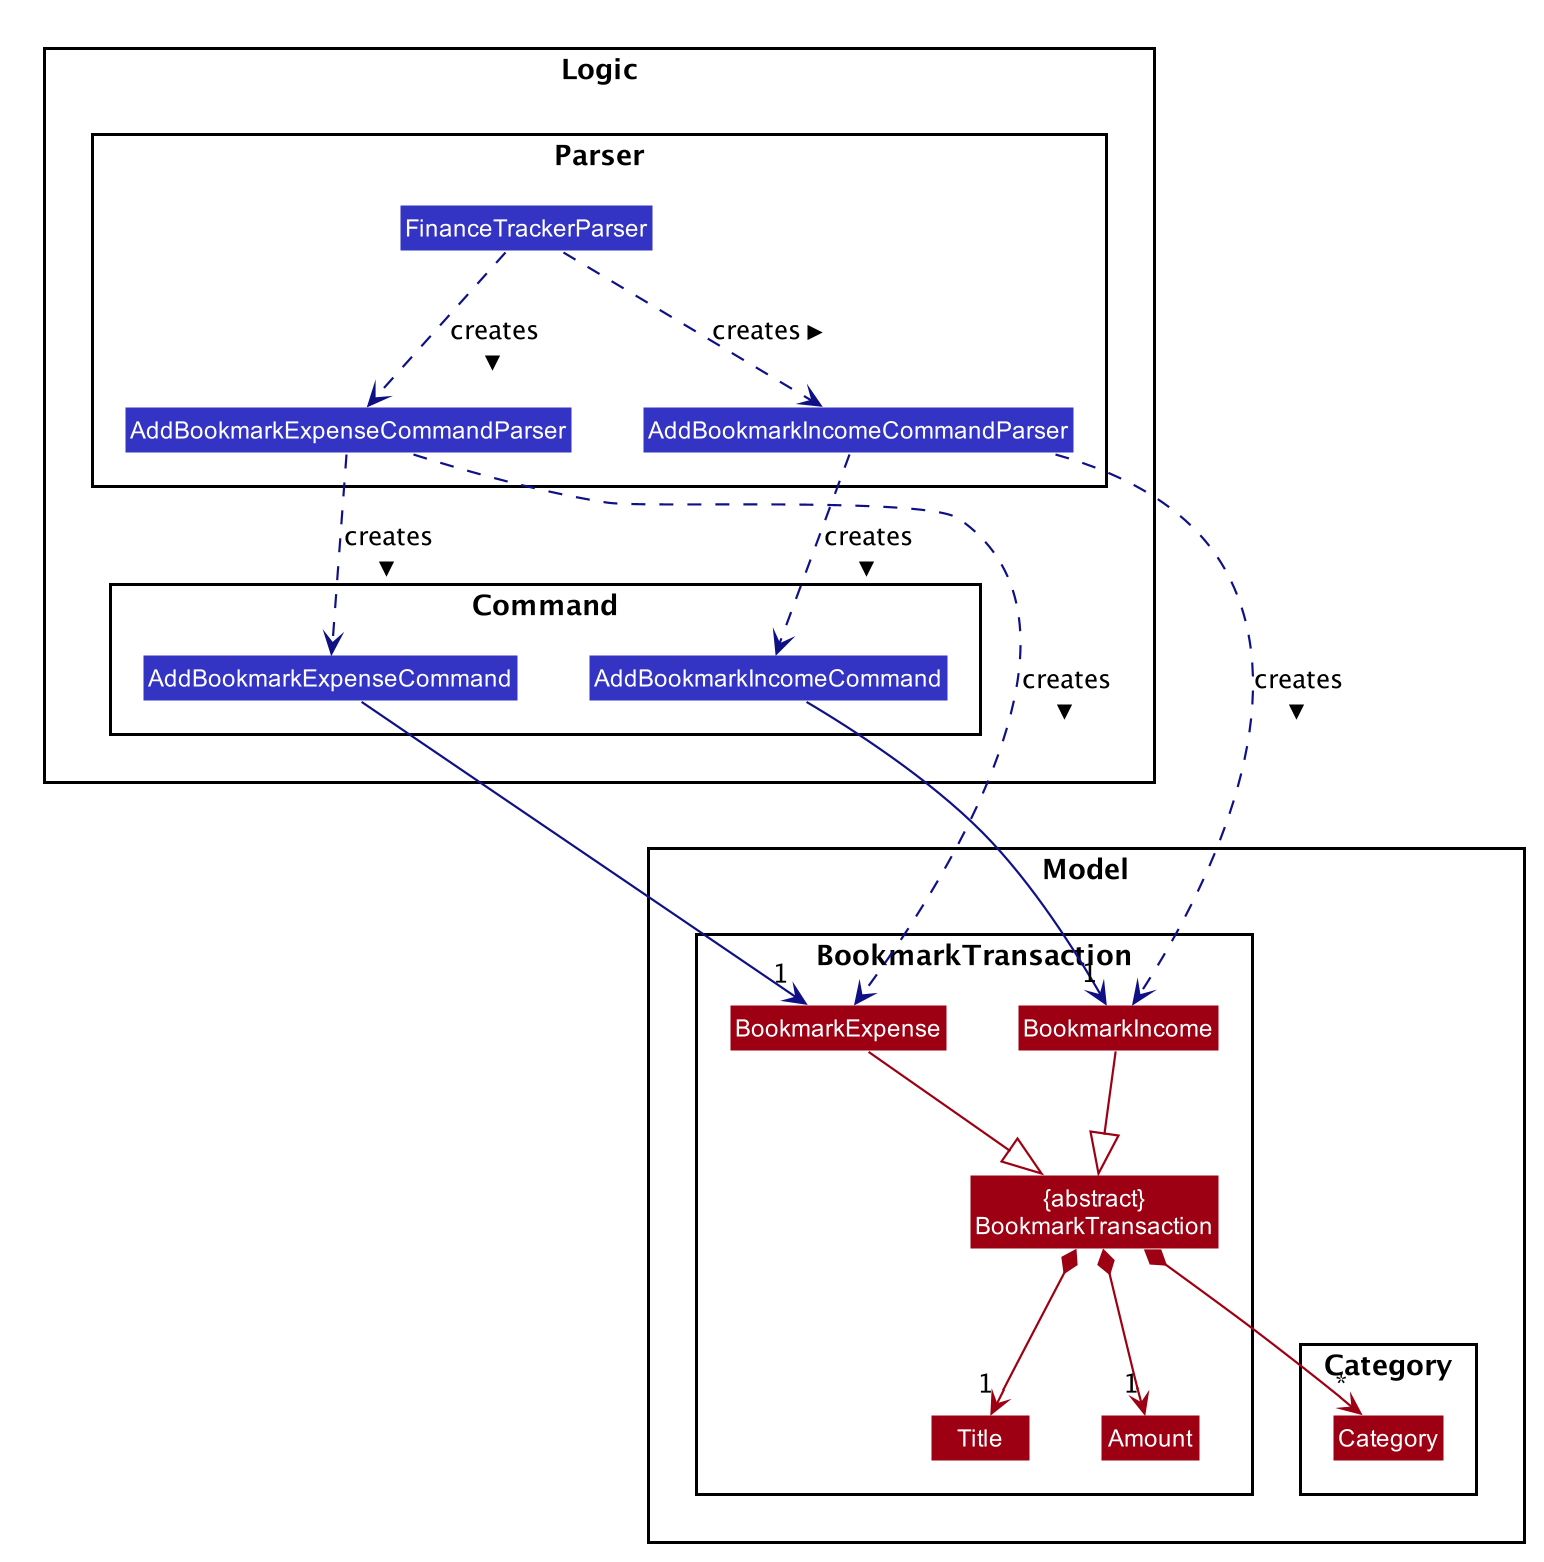 Logic
Parser
FinanceTrackerParser
creates
▼
creates ►
AddBookmarkExpenseCommandParser
AddBookmarkIncomeCommandParser
creates
▼
creates
▼
Command
AddBookmarkExpenseCommand
AddBookmarkIncomeCommand
creates
▼
creates
▼
Model
BookmarkTransaction
1
1
BookmarkExpense
BookmarkIncome
{abstract}
BookmarkTransaction
Category
1
1
*
Title
Amount
Category